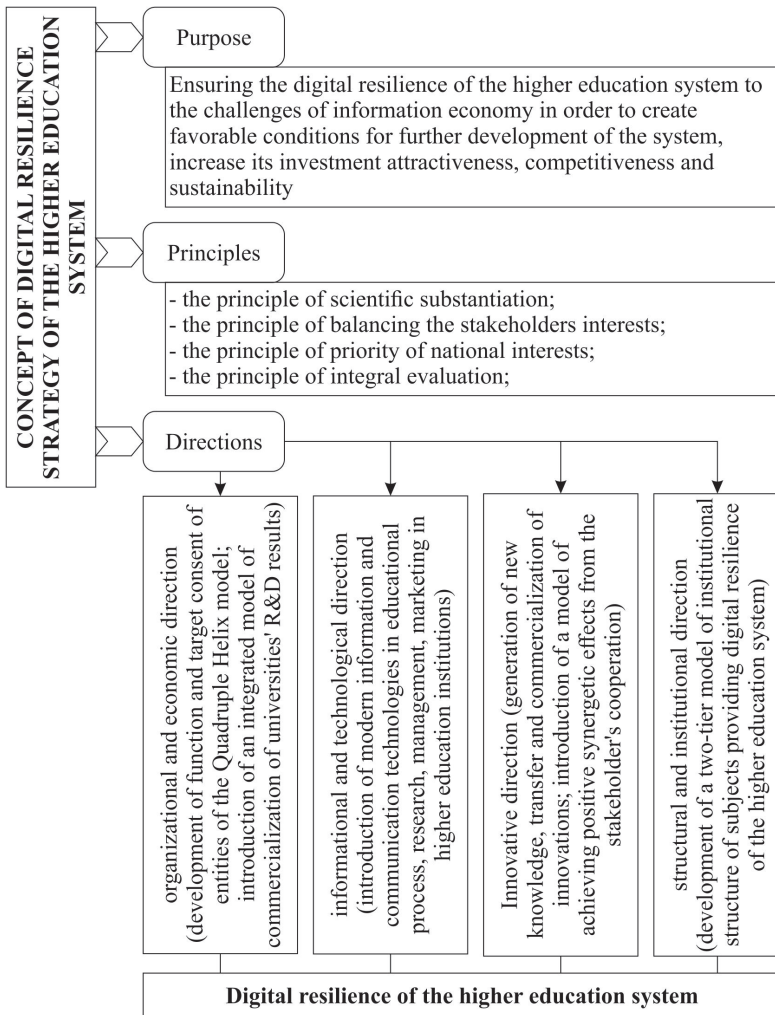 CONCEPT OF DIGITAL RESILIENCE
STRATEGY OF THE HIGHER EDUCATION
SYSTEM
Purpose
Ensuring the digital resilience of the higher education system to
the challenges of information economy in order to create
favorable conditions for further development of the system,
increase its investment attractiveness, competitiveness and
sustainability
Principles
- the principle of scientific substantiation;
- the principle of balancing the stakeholders interests;
- the principle of priority of national interests;
- the principle of integral evaluation;
Directions
organizational and economic direction
(development of function and target consent of
entities of the Quadruple Helix model;
introduction of an integrated model of
commercialization of universities' R&D results)
informational and technological direction
(introduction of modern information and
communication technologies in educational
process, research, management, marketing in
higher education institutions)
Innovative direction (generation of new
knowledge, transfer and commercialization of
innovations; introduction of a model of
achieving positive synergetic effects from the
stakeholder's cooperation)
structural and institutional direction
(development of a two-tier model of institutional
structure of subjects providing digital resilience
of the higher education system)
Digital resilience of the higher education system